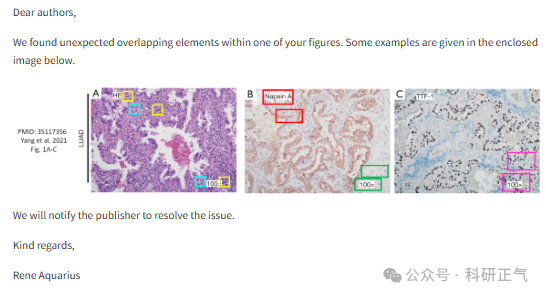 Dear authors,
We found unexpected overlapping elements within one of your figures. Some examples are given in the enclosed
image below.
A
HE
B
Napsin A
C
TTF-1
PMID: 35117356
Yang et al. 2021
Fig. 1A-C
LUAD
100×
100×
100×
We will notify the publisher to resolve the issue.
Kind regards,
Rene Aquarius
公众号 · 科研正气